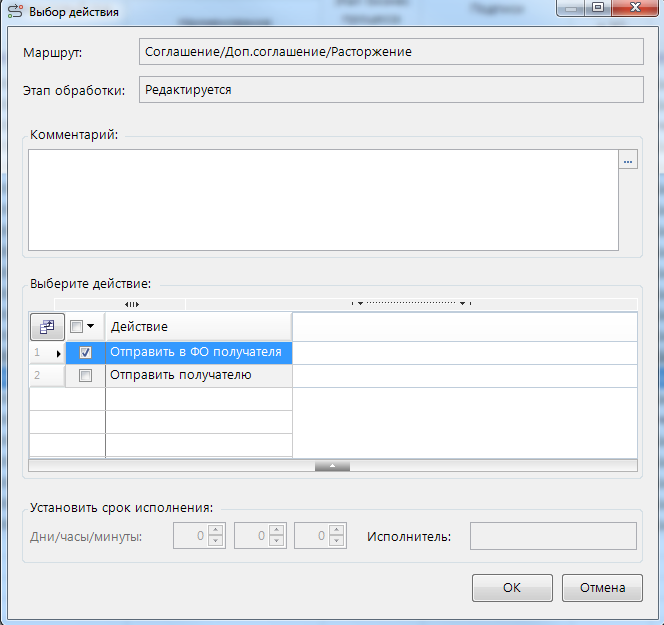 Выбор действия
Маршрут: Соглашение/Доп.соглашение/Расторжение
Этап обработки: Редактируется
Комментарий:
...
Выберите действие:
Действие
1 Отправить в ФО получателя
2 Отправить получателю
Установить срок исполнения:
Дни/часы/минуты: 0 0 0 Исполнитель:
OK Отмена